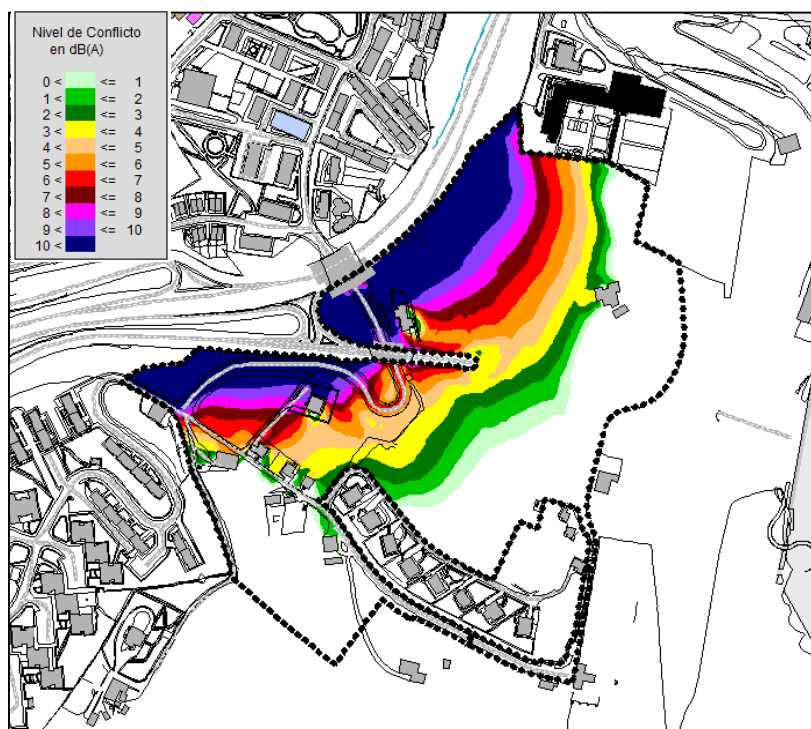 Nivel de Conflicto
en dB(A)
0 < <= 1
1 < <= 2
2 < <= 3
3 < <= 4
4 < <= 5
5 < <= 6
6 < <= 7
7 < <= 8
8 < <= 9
9 < <= 10
10 <